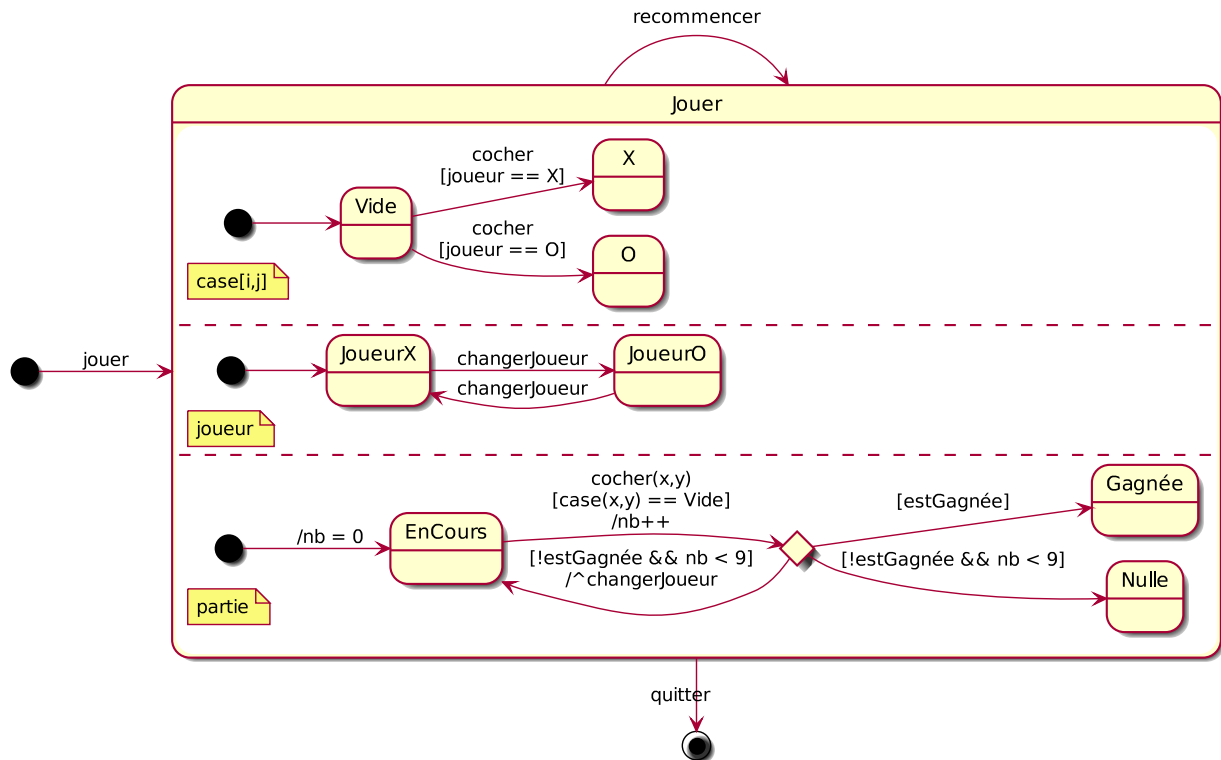 recommencer
Jouer
cocher
[joueur == X]
X
Vide
cocher
[joueur == O]
O
case[i,j]
jouer
JoueurX
changerJoueur
JoueurO
changerJoueur
joueur
cocher(x,y)
[case(x,y) == Vide]
/nb++
[estGagnée]
Gagnée
/nb = 0
EnCours
[!estGagnée && nb < 9]
/^changerJoueur
[!estGagnée && nb < 9]
Nulle
partie
quitter